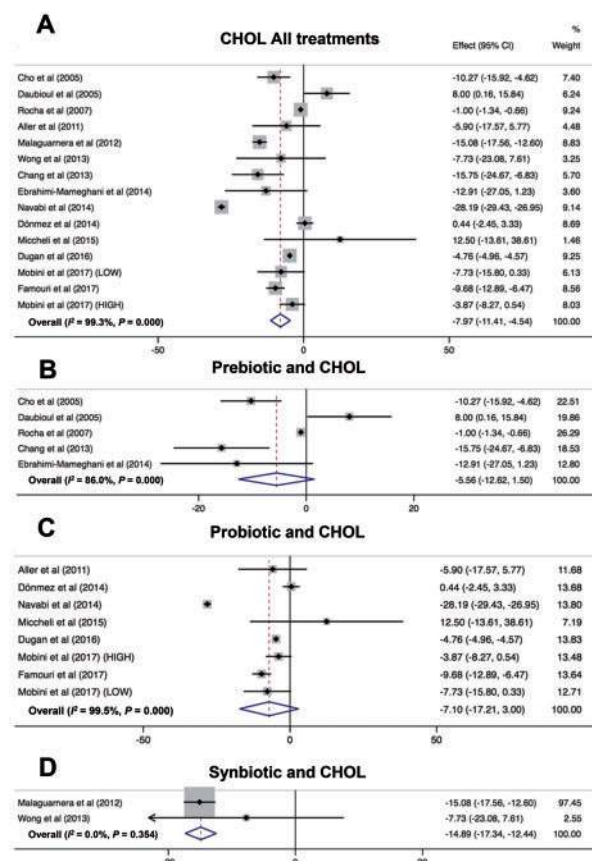 A
CHOL All treatments
%
Effect (95% CI) Weight
Cho et al (2005) -10.27 (-15.92, -4.62) 7.40
Daubioul et al (2005) 8.00 (0.16, 15.84) 6.24
Rocha et al (2007) -1.00 (-1.34, -0.66) 9.24
Aller et al (2011) -5.90 (-17.57, 5.77) 4.48
Malaguarnera et al (2012) -15.08 (-17.56, -12.60) 8.83
Wong et al (2013) -7.73 (-23.08, 7.61) 3.25
Chang et al (2013) -15.75 (-24.67, -6.83) 5.70
Ebrahimi-Mameghani et al (2014) -12.91 (-27.05, 1.23) 3.60
Navabi et al (2014) -28.19 (-29.43, -26.95) 9.14
Dönmez et al (2014) 0.44 (-2.45, 3.33) 8.69
Miccheli et al (2015) 12.50 (-13.61, 38.61) 1.46
Dugan et al (2016) -4.76 (-4.96, -4.57) 9.25
Mobini et al (2017) (LOW) -7.73 (-15.80, 0.33) 6.13
Famouri et al (2017) -9.68 (-12.89, -6.47) 8.56
Mobini et al (2017) (HIGH) -3.87 (-8.27, 0.54) 8.03
Overall (I² = 99.3%, P = 0.000) -7.97 (-11.41, -4.54) 100.00
-50 0 50
B
Prebiotic and CHOL
Cho et al (2005) -10.27 (-15.92, -4.62) 22.51
Daubioul et al (2005) 8.00 (0.16, 15.84) 19.86
Rocha et al (2007) -1.00 (-1.34, -0.66) 26.29
Chang et al (2013) -15.75 (-24.67, -6.83) 18.53
Ebrahimi-Mameghani et al (2014) -12.91 (-27.05, 1.23) 12.80
Overall (I² = 86.0%, P = 0.000) -5.56 (-12.62, 1.50) 100.00
-20 0 20
C
Probiotic and CHOL
Aller et al (2011) -5.90 (-17.57, 5.77) 11.68
Dönmez et al (2014) 0.44 (-2.45, 3.33) 13.68
Navabi et al (2014) -28.19 (-29.43, -26.95) 13.80
Miccheli et al (2015) 12.50 (-13.61, 38.61) 7.19
Dugan et al (2016) -4.76 (-4.96, -4.57) 13.83
Mobini et al (2017) (HIGH) -3.87 (-8.27, 0.54) 13.48
Famouri et al (2017) -9.68 (-12.89, -6.47) 13.64
Mobini et al (2017) (LOW) -7.73 (-15.80, 0.33) 12.71
Overall (I² = 99.5%, P = 0.000) -7.10 (-17.21, 3.00) 100.00
-50 0 50
D
Synbiotic and CHOL
Malaguarnera et al (2012) -15.08 (-17.56, -12.60) 97.45
Wong et al (2013) -7.73 (-23.08, 7.61) 2.55
Overall (I² = 0.0%, P = 0.354) -14.89 (-17.34, -12.44) 100.00